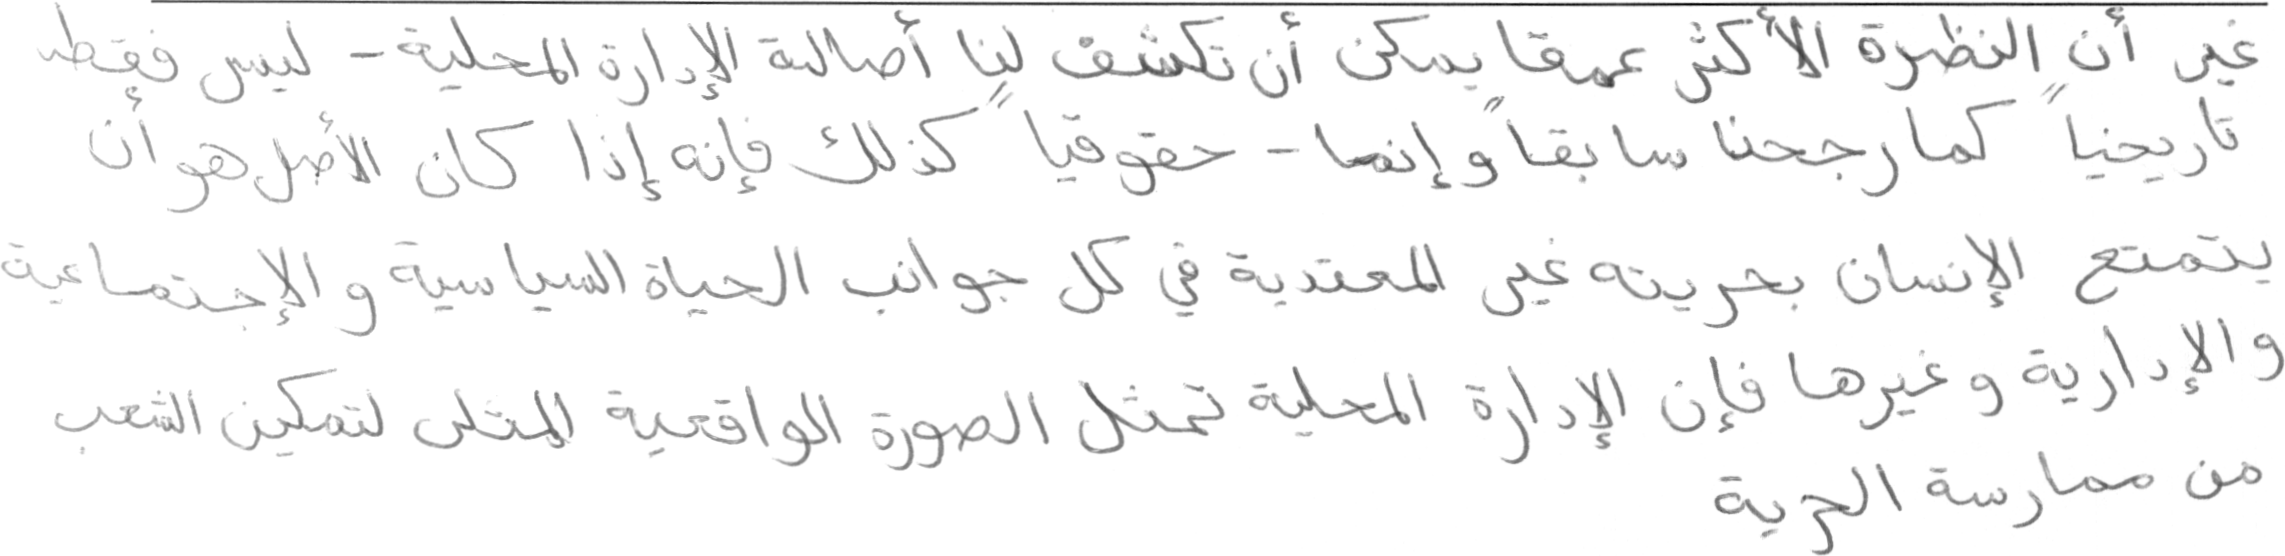 غير أن النظرة الأكثر عمقا يمكن أن تكشف لنا أصالة الإدارة المحلية - ليس فقط
تاريخياً كما رجحنا سابقاً وإنما - حقوقياً كذلك فإنه إذا كان الأصل هو أن
يتمتع الإنسان بحريته غير المعتدية في كل جوانب الحياة السياسية والإجتماعية
والإدارية وغيرها فإن الإدارة المحلية تمثل الصورة الواقعية المثلى لتمكين الشعب
من ممارسة الحرية